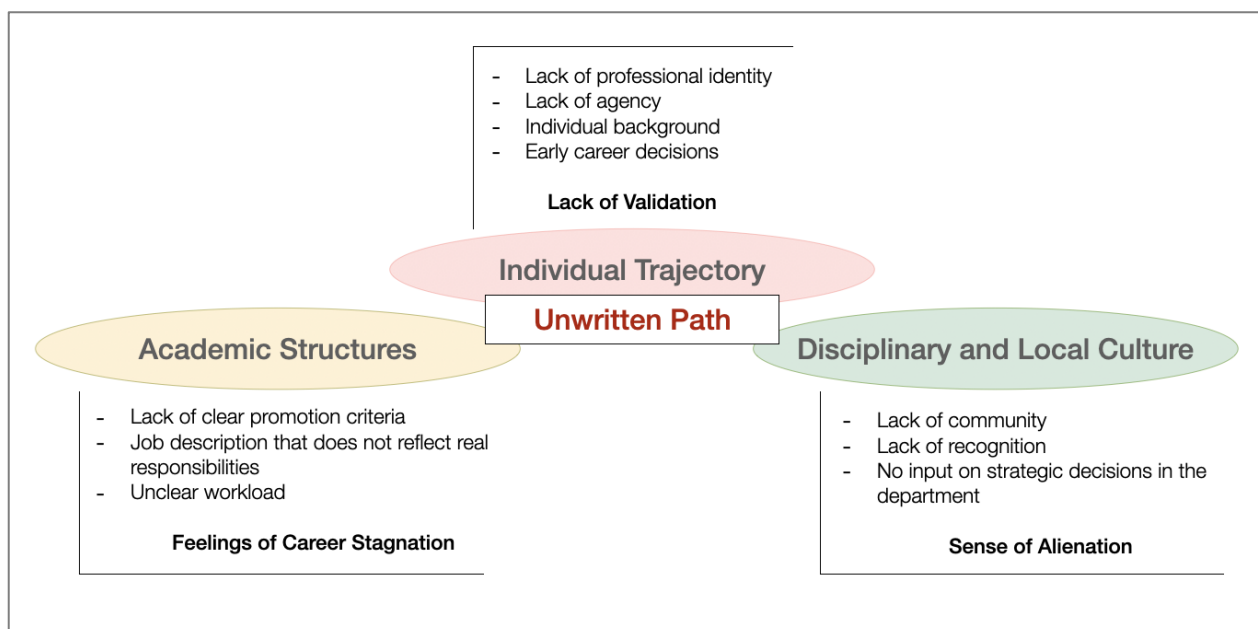 - Lack of professional identity
- Lack of agency
- Individual background
- Early career decisions
Lack of Validation
Individual Trajectory
Unwritten Path
Academic Structures
Disciplinary and Local Culture
- Lack of clear promotion criteria
- Job description that does not reflect real
responsibilities
- Unclear workload
Feelings of Career Stagnation
- Lack of community
- Lack of recognition
- No input on strategic decisions in the
department
Sense of Alienation